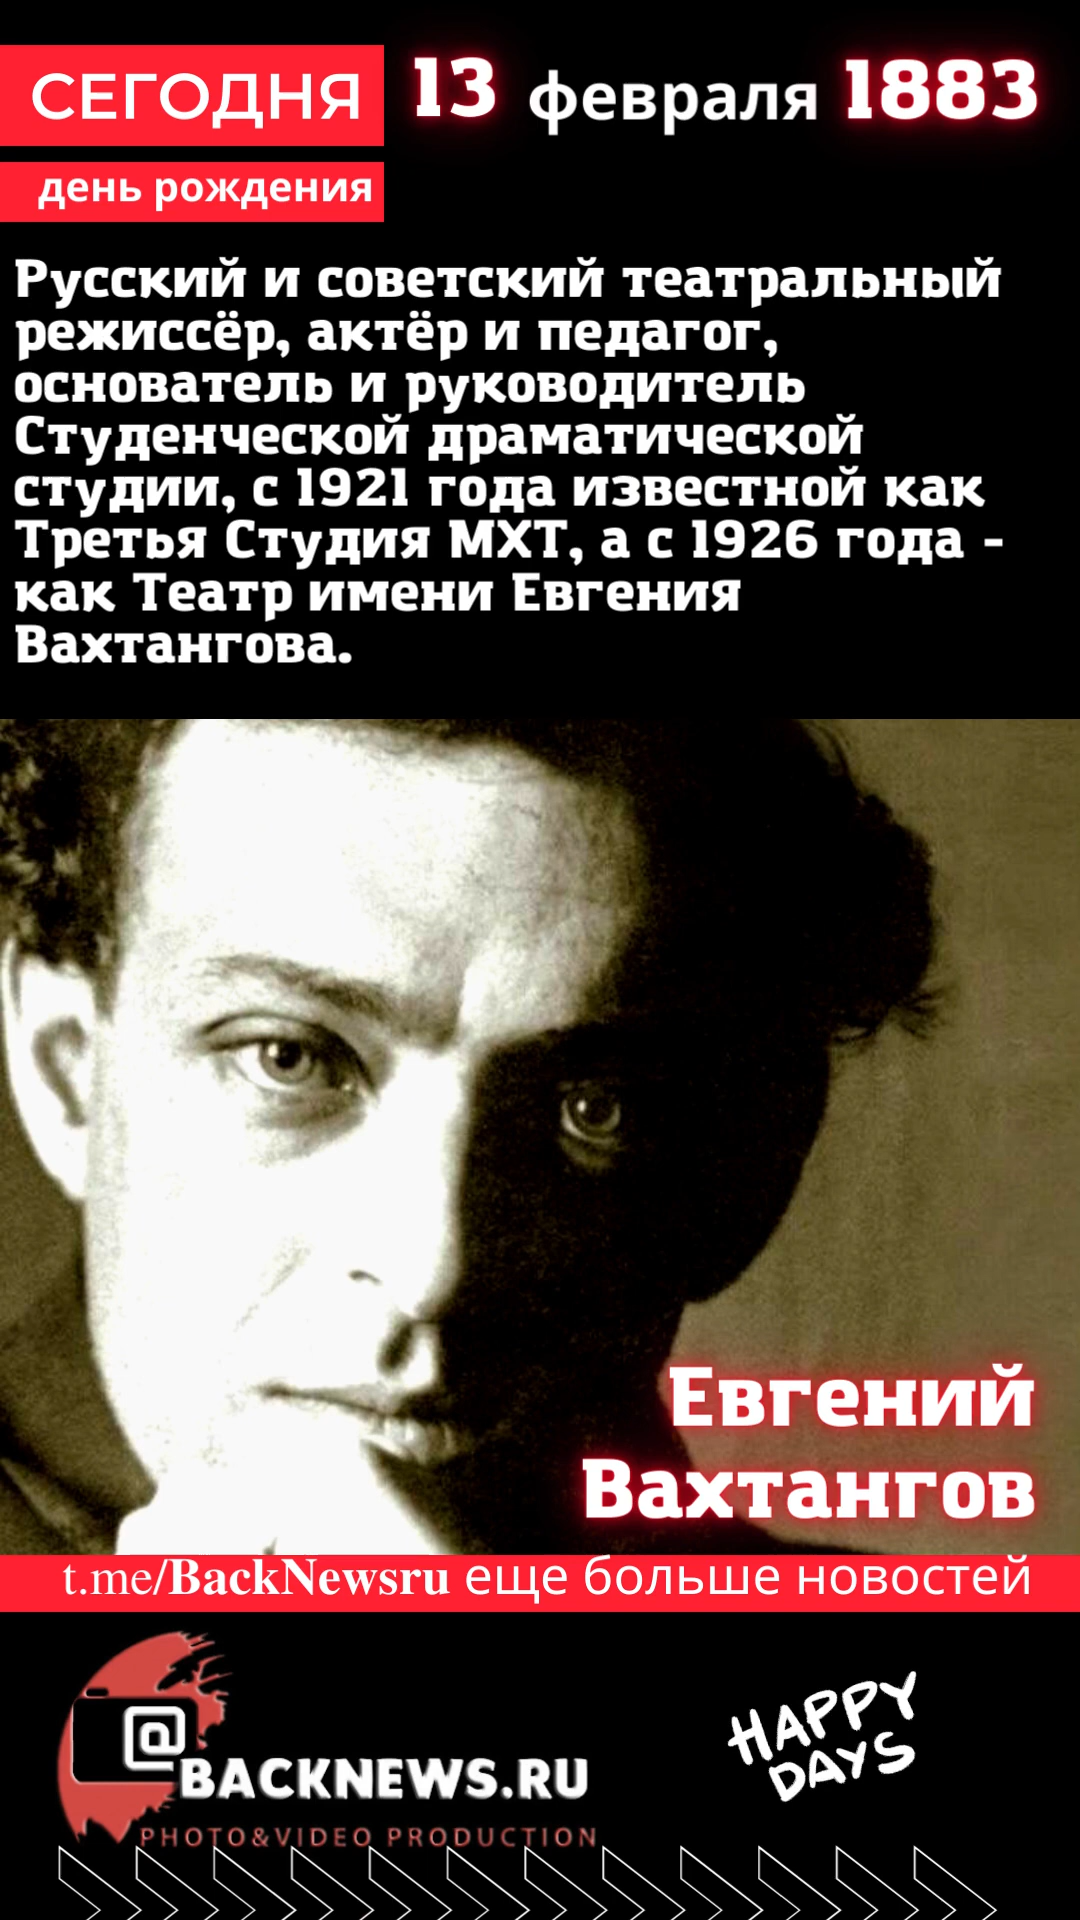 СЕГОДНЯ 13 февраля 1883
день рождения
Русский и советский театральный
режиссёр, актёр и педагог,
основатель и руководитель
Студенческой драматической
студии, с 1921 года известной как
Третья Студия МХТ, а с 1926 года -
как Театр имени Евгения
Вахтангова.
Евгений
Вахтангов
t.me/BackNewsru еще больше новостей
@
BACKNEWS.RU
PHOTO&VIDEO PRODUCTION
HAPPY
DAYS